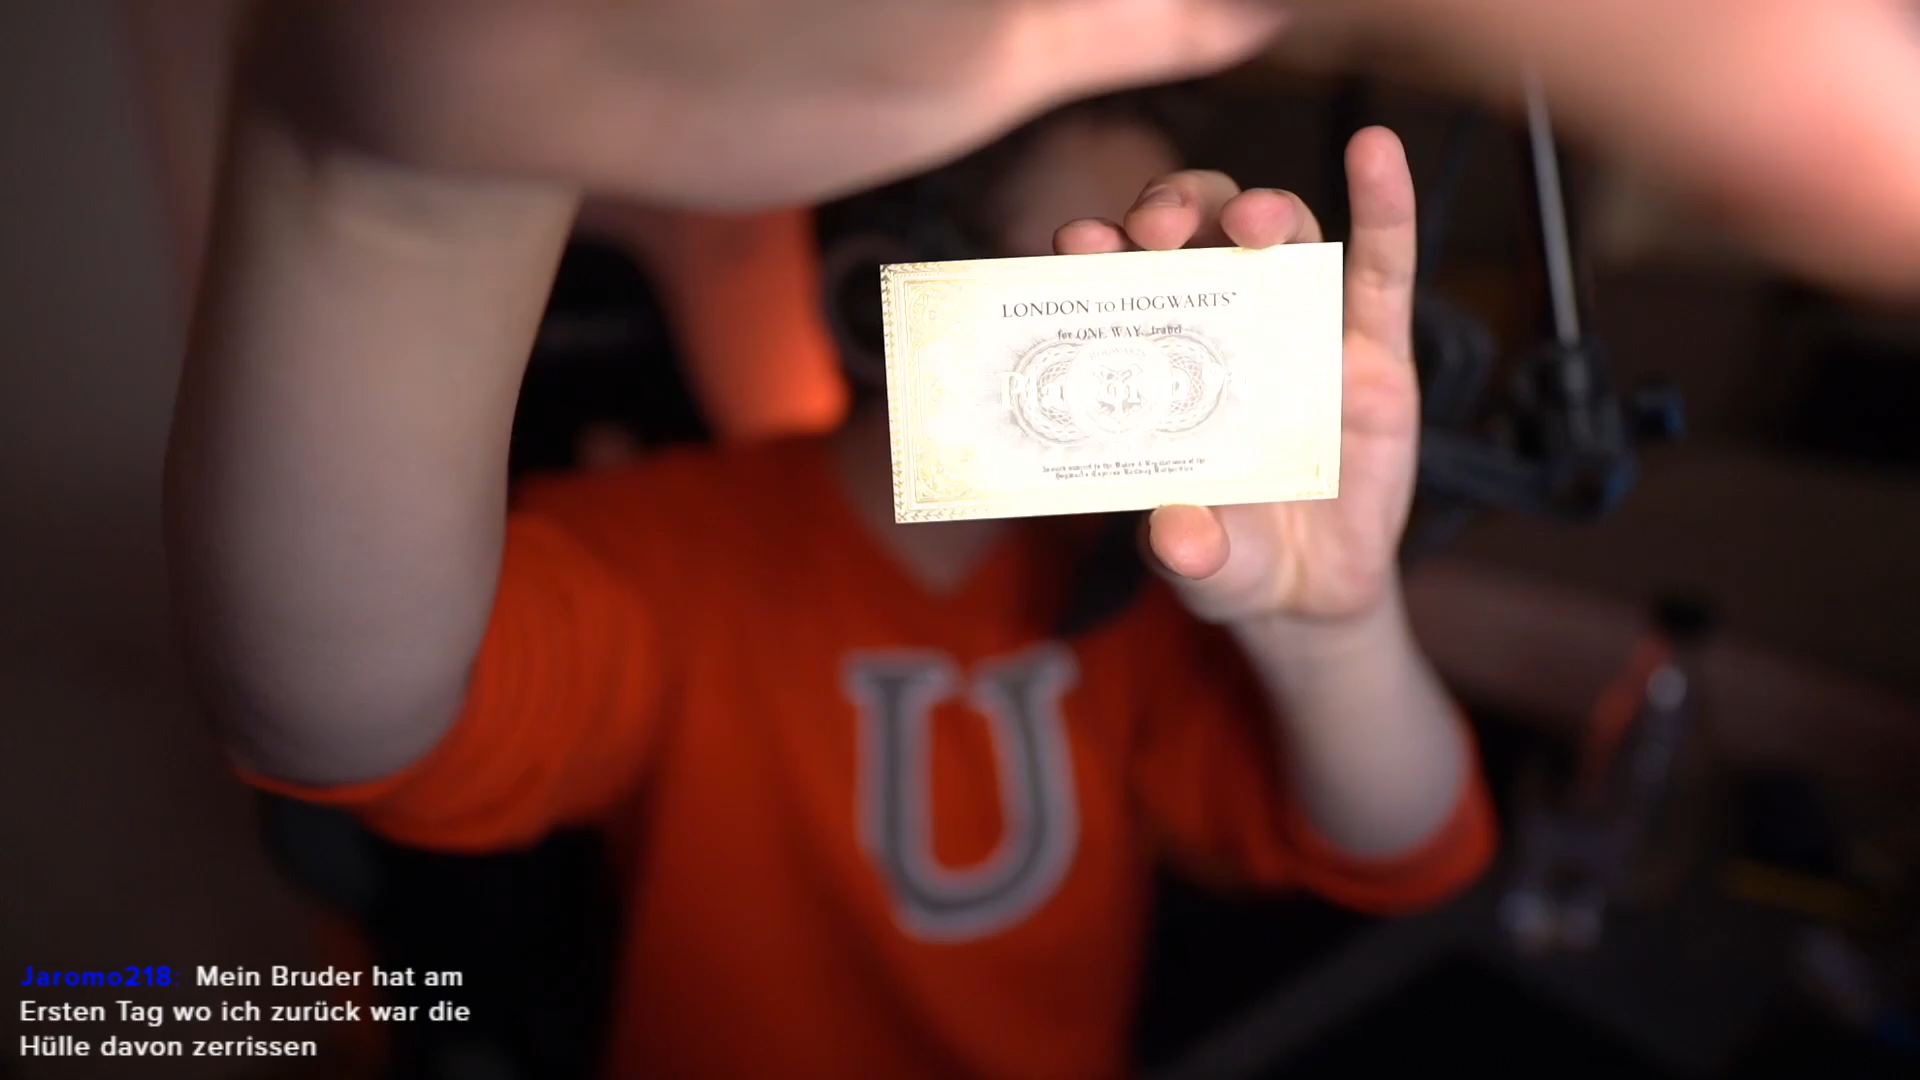 LONDON TO HOGWARTS™
for ONE WAY travel
HOGWARTS
U
Jaromo218: Mein Bruder hat am
Ersten Tag wo ich zurück war die
Hülle davon zerrissen